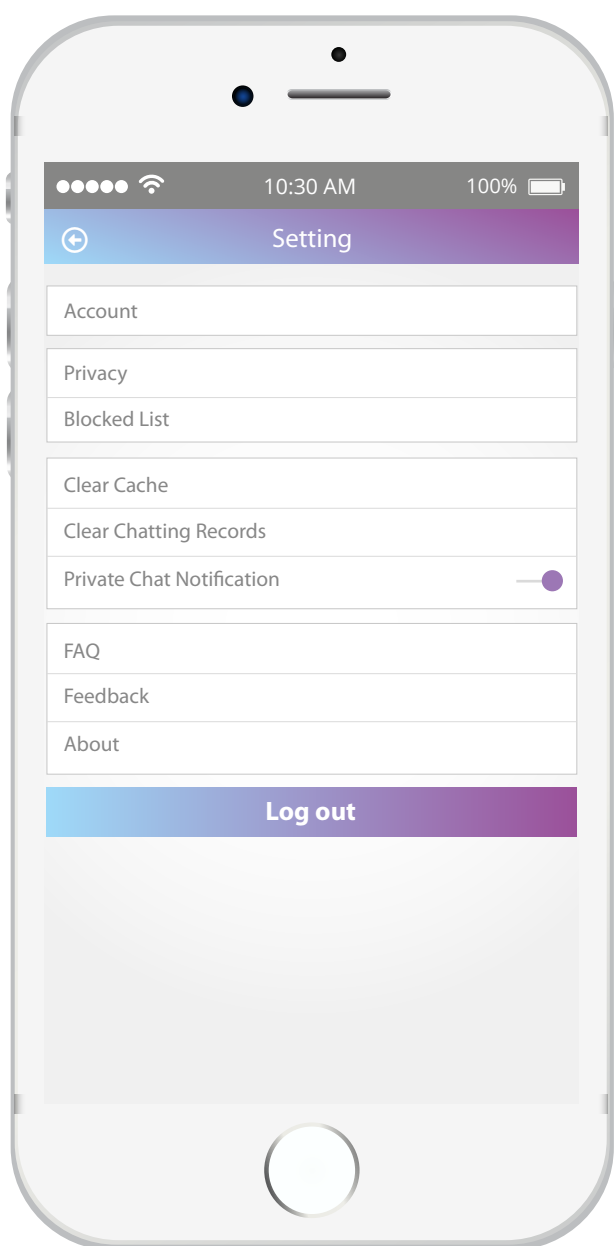 10:30 AM 100%
Setting
Account
Privacy
Blocked List
Clear Cache
Clear Chatting Records
Private Chat Notification
FAQ
Feedback
About
Log out